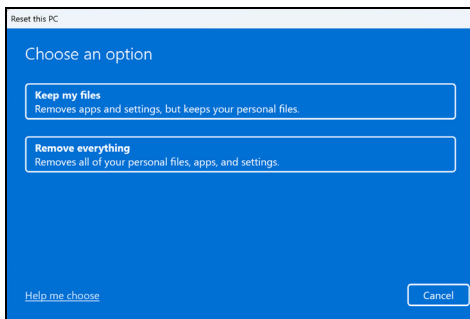 Reset this PC
Choose an option
Keep my files
Removes apps and settings, but keeps your personal files.
Remove everything
Removes all of your personal files, apps, and settings.
Help me choose
Cancel